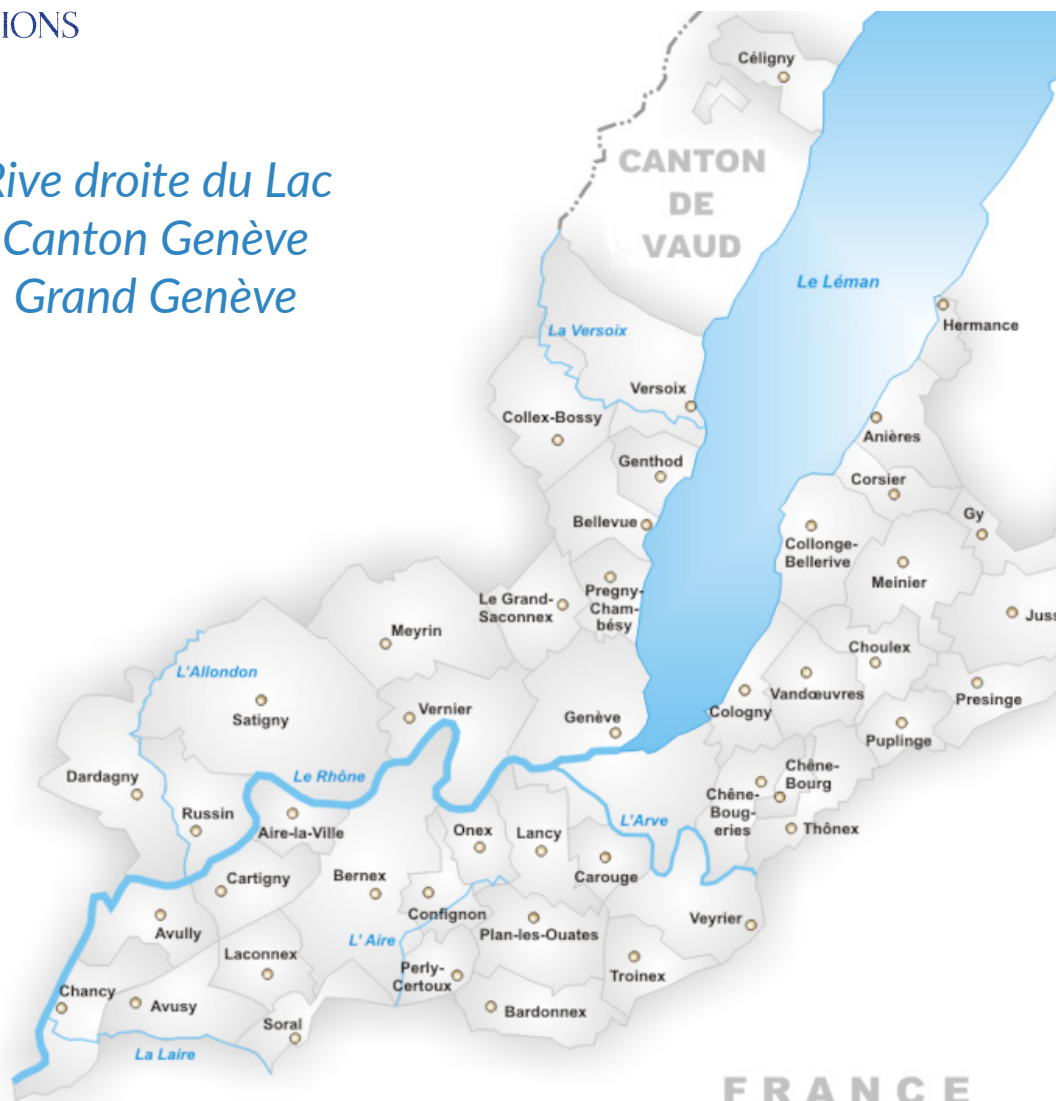 IONS
Céligny
Rive droite du Lac
Canton Genève
Grand Genève
CANTON
DE
VAUD
Le Léman
Hermance
La Versoix
Versoix
Collex-Bossy
Anières
Genthod
Corsier
Bellevue
Gy
Collonge-
Bellerive
Meinier
Pregny-
Cham-
bésy
Le Grand-
Saconnex
Meyrin
Choulex
L'Allondon
Vandœuvres
Presinge
Satigny
Vernier
Genève
Cologny
Puplinge
Dardagny
Le Rhône
Chêne-
Bourg
Chêne-
Boug-
eries
Russin
Aire-la-Ville
Onex
Lancy
L'Arve
Thônex
Cartigny
Bernex
Carouge
Confignon
Veyrier
Avully
L' Aire
Plan-les-Ouates
Laconnex
Perly-
Certoux
Troinex
Chancy
Avusy
Bardonnex
Soral
La Laire
FRANCE